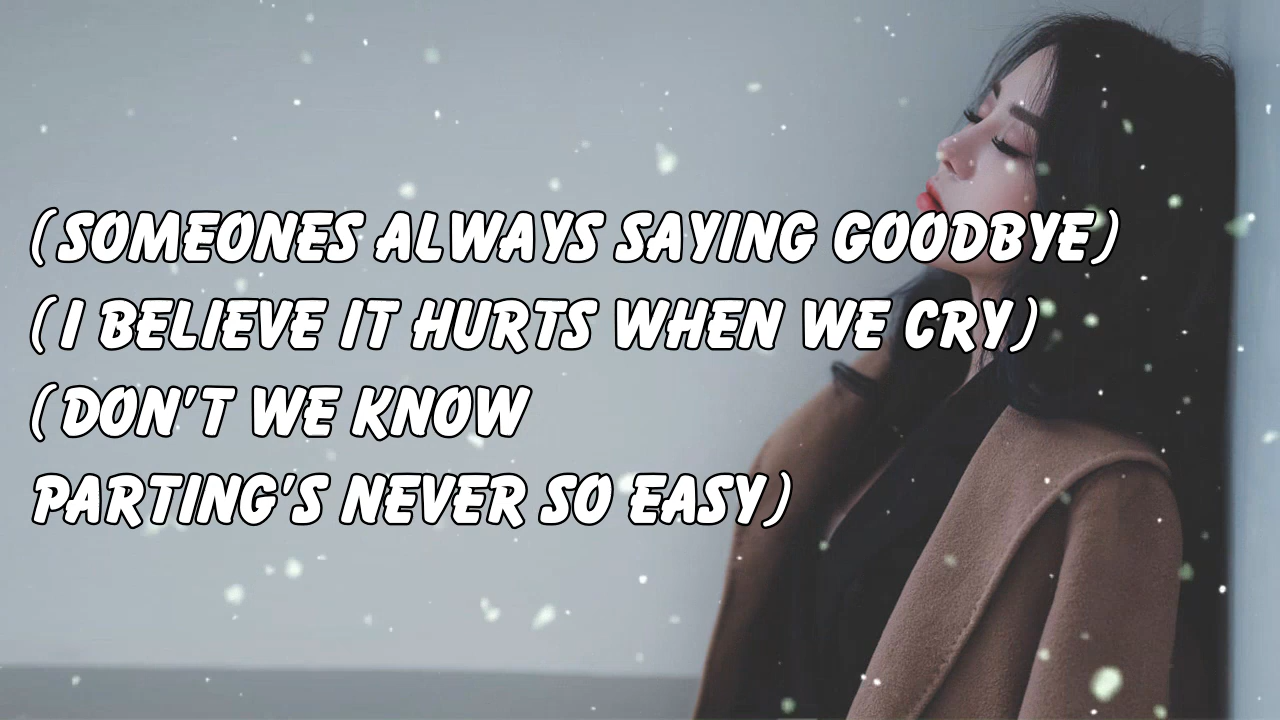 (SOMEONES ALWAYS SAYING GOODBYE)
(I BELIEVE IT HURTS WHEN WE CRY)
(DON'T WE KNOW
PARTING'S NEVER SO EASY)